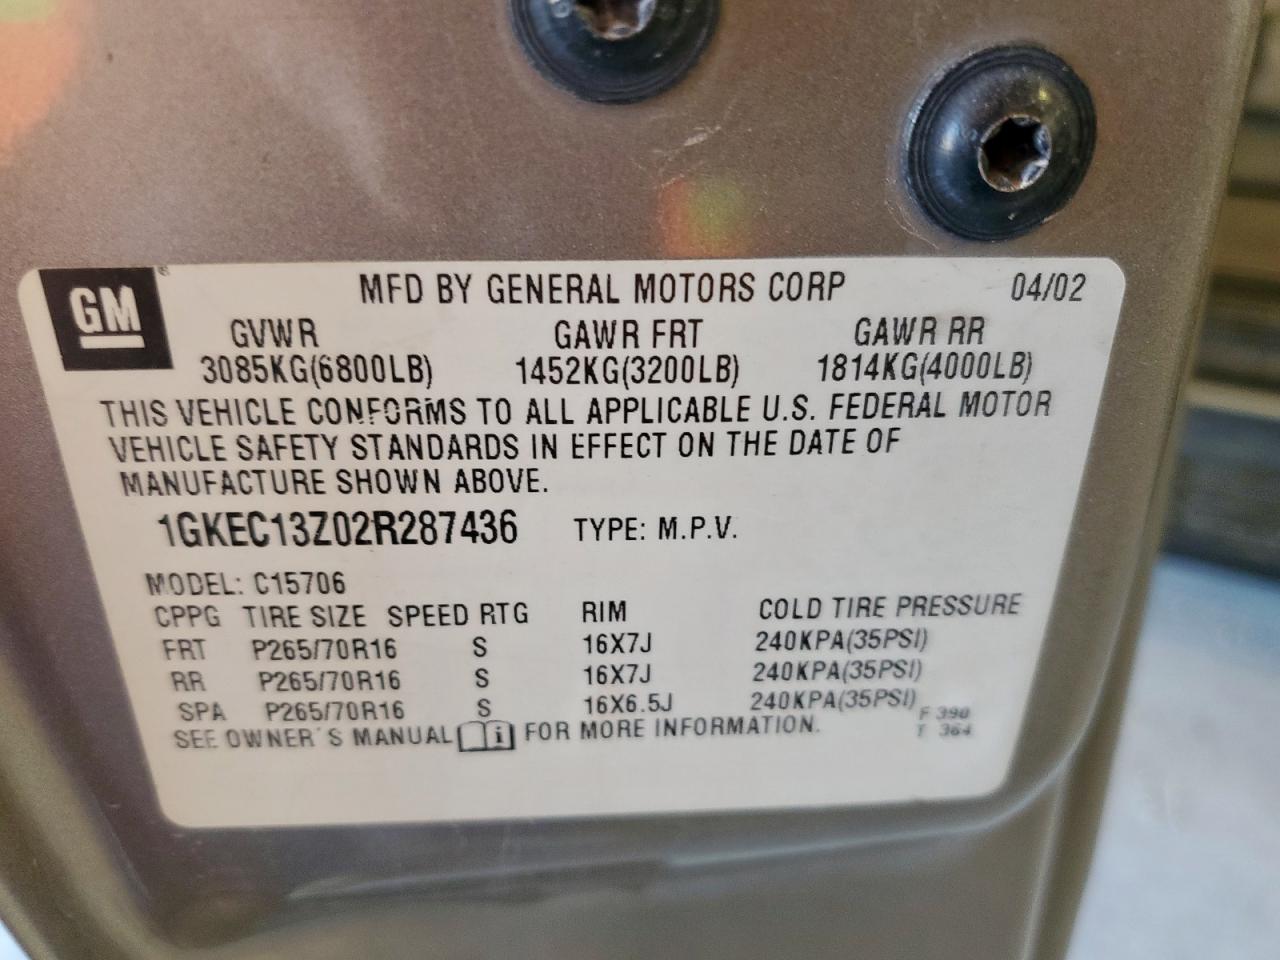 GM ® MFD BY GENERAL MOTORS CORP 04/02
GVWR GAWR FRT GAWR RR
3085KG(6800LB) 1452KG(3200LB) 1814KG(4000LB)
THIS VEHICLE CONFORMS TO ALL APPLICABLE U.S. FEDERAL MOTOR
VEHICLE SAFETY STANDARDS IN EFFECT ON THE DATE OF
MANUFACTURE SHOWN ABOVE.
1GKEC13Z02R287436 TYPE: M.P.V.
MODEL: C15706
CPPG TIRE SIZE SPEED RTG RIM COLD TIRE PRESSURE
FRT P265/70R16 S 16X7J 240KPA(35PSI)
RR P265/70R16 S 16X7J 240KPA(35PSI)
SPA P265/70R16 S 16X6.5J 240KPA(35PSI)
F 390
SEE OWNER'S MANUAL FOR MORE INFORMATION.
T 364